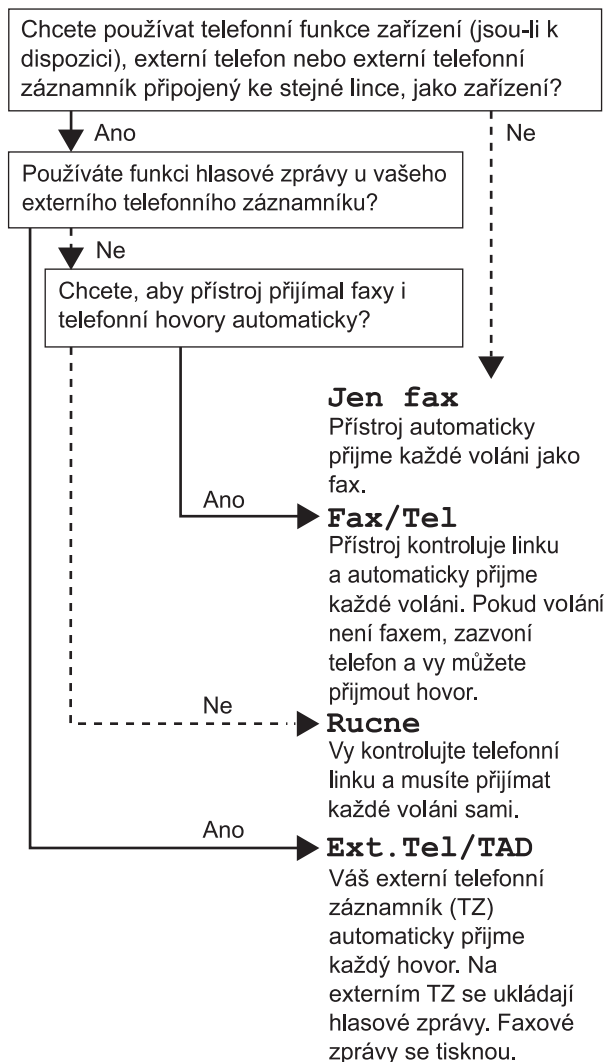 Chcete používat telefonní funkce zařízení (jsou-li k
dispozici), externí telefon nebo externí telefonní
záznamník připojený ke stejné lince, jako zařízení?
Ano
Ne
Používáte funkci hlasové zprávy u vašeho
externího telefonního záznamníku?
Ne
Chcete, aby přístroj přijímal faxy i
telefonní hovory automaticky?
Jen fax
Přístroj automaticky
přijme každé voláni jako
fax.
Ano
Fax/Tel
Přístroj kontroluje linku
a automaticky přijme
každé voláni. Pokud volání
není faxem, zazvoní
telefon a vy můžete
přijmout hovor.
Ne
Rucne
Vy kontrolujte telefonní
linku a musíte přijímat
každé voláni sami.
Ano
Ext.Tel/TAD
Váš externí telefonní
záznamník (TZ)
automaticky přijme
každý hovor. Na
externím TZ se ukládají
hlasové zprávy. Faxové
zprávy se tisknou.